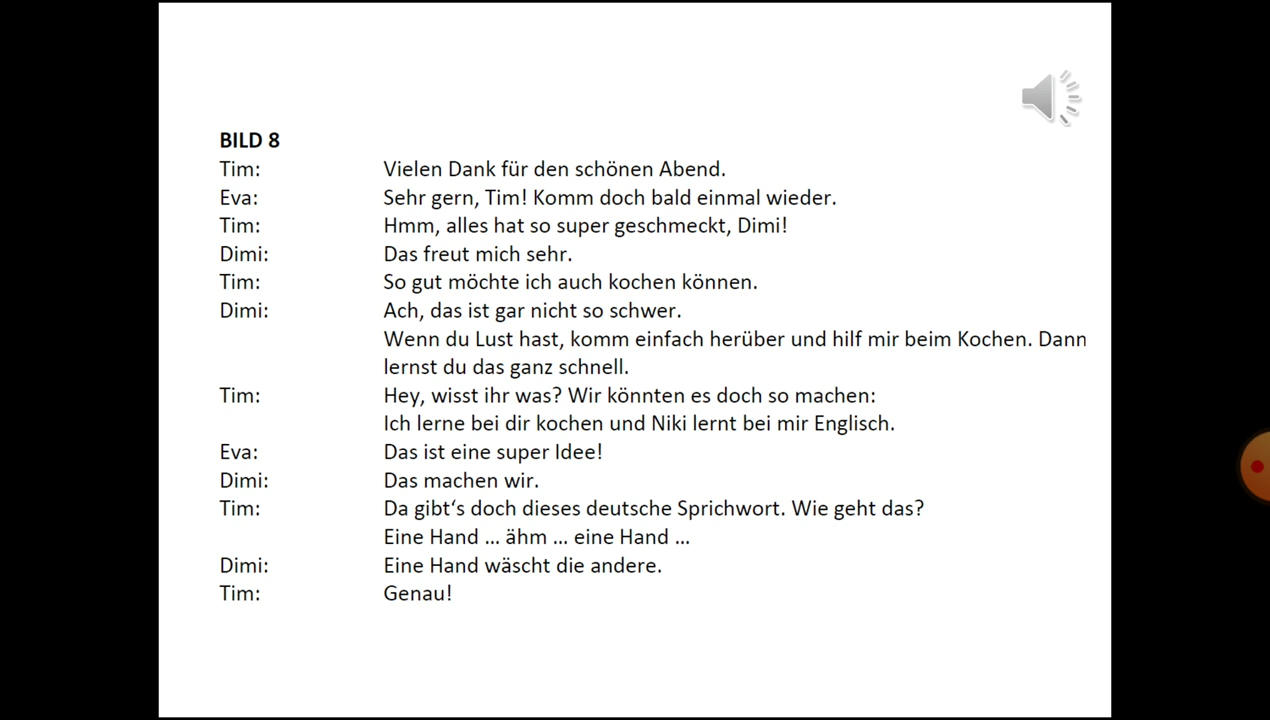 BILD 8
Tim: Vielen Dank für den schönen Abend.
Eva: Sehr gern, Tim! Komm doch bald einmal wieder.
Tim: Hmm, alles hat so super geschmeckt, Dimi!
Dimi: Das freut mich sehr.
Tim: So gut möchte ich auch kochen können.
Dimi: Ach, das ist gar nicht so schwer.
Wenn du Lust hast, komm einfach herüber und hilf mir beim Kochen. Dann
lernst du das ganz schnell.
Tim: Hey, wisst ihr was? Wir könnten es doch so machen:
Ich lerne bei dir kochen und Niki lernt bei mir Englisch.
Eva: Das ist eine super Idee!
Dimi: Das machen wir.
Tim: Da gibt‘s doch dieses deutsche Sprichwort. Wie geht das?
Eine Hand ... ähm ... eine Hand ...
Dimi: Eine Hand wäscht die andere.
Tim: Genau!